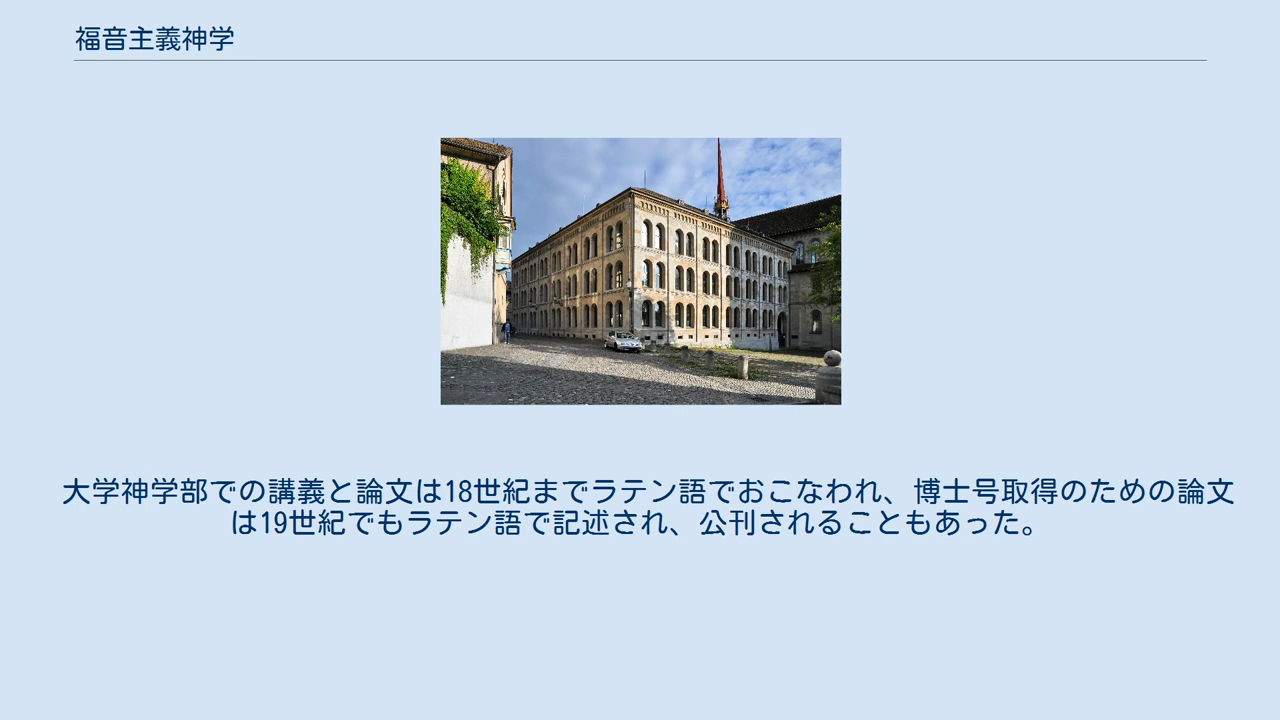 福音主義神学
大学神学部での講義と論文は18世紀までラテン語でおこなわれ、博士号取得のための論文
は19世紀でもラテン語で記述され、公刊されることもあった。